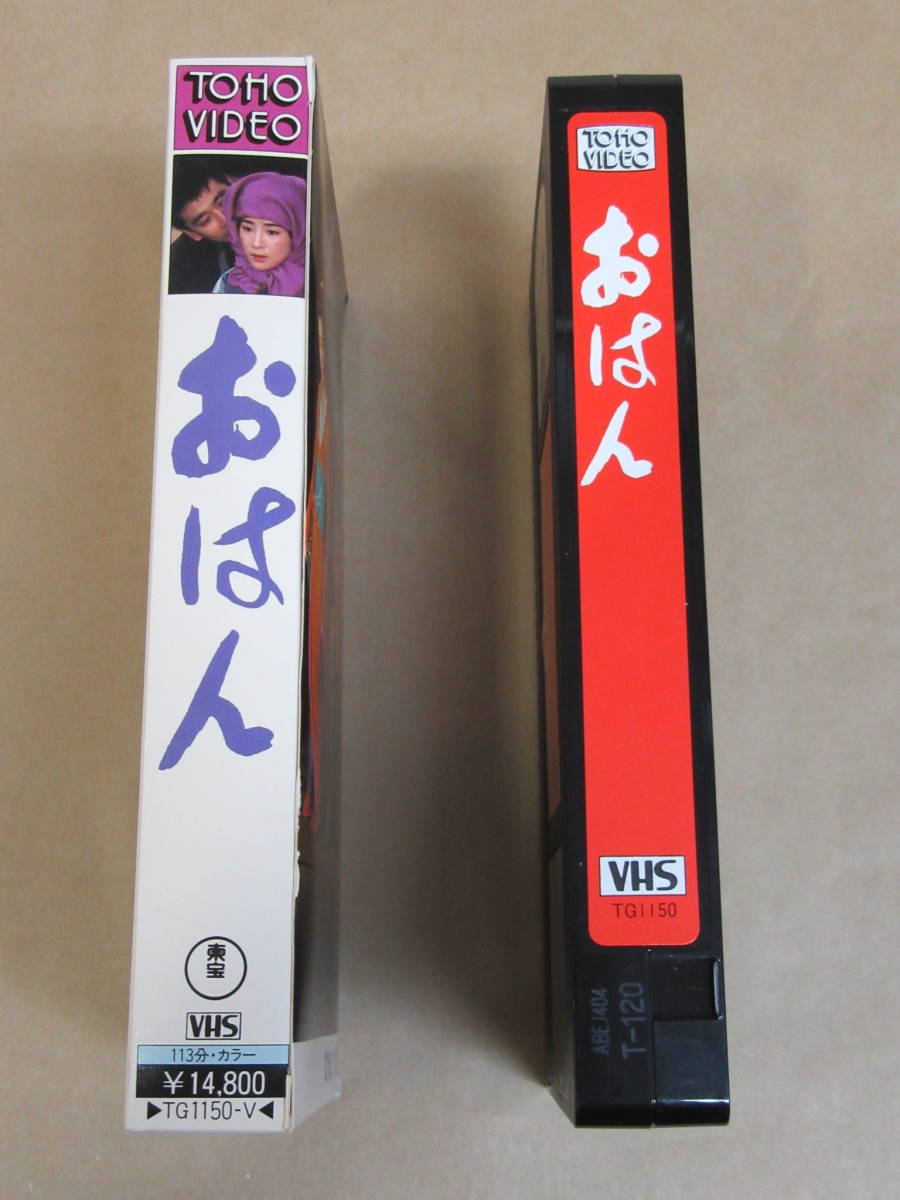 TOHO
VIDEO
おはん
東宝
VHS
113分・カラー
¥14,800
▶TG1150-V◀
TOHO
VIDEO
おはん
VHS
TG1150
ABEJ404
T-120